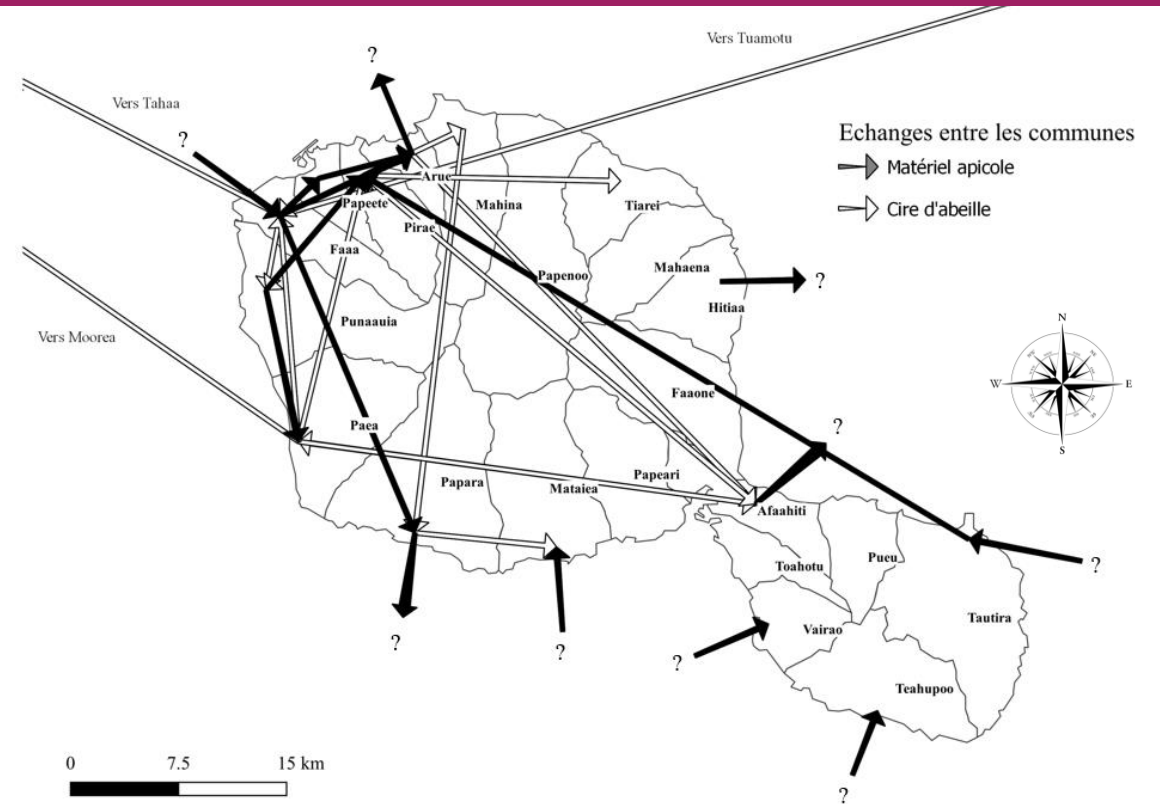 Vers Tuamotu
?
Vers Tahaa
?
Echanges entre les communes
Matériel apicole
Cire d'abeille
Arue
Papeete
Mahina
Tiarei
Pirae
Faaa
Papenoo
Mahaena
?
Hitiaa
Vers Moorea
Punaauia
N
W
E
S
Faaone
Paea
?
Papara
Mataiea
Papeari
Afaahiti
Toahotu
Pueu
?
Tautira
Vairao
?
?
?
Teahupoo
0 7.5 15 km
?